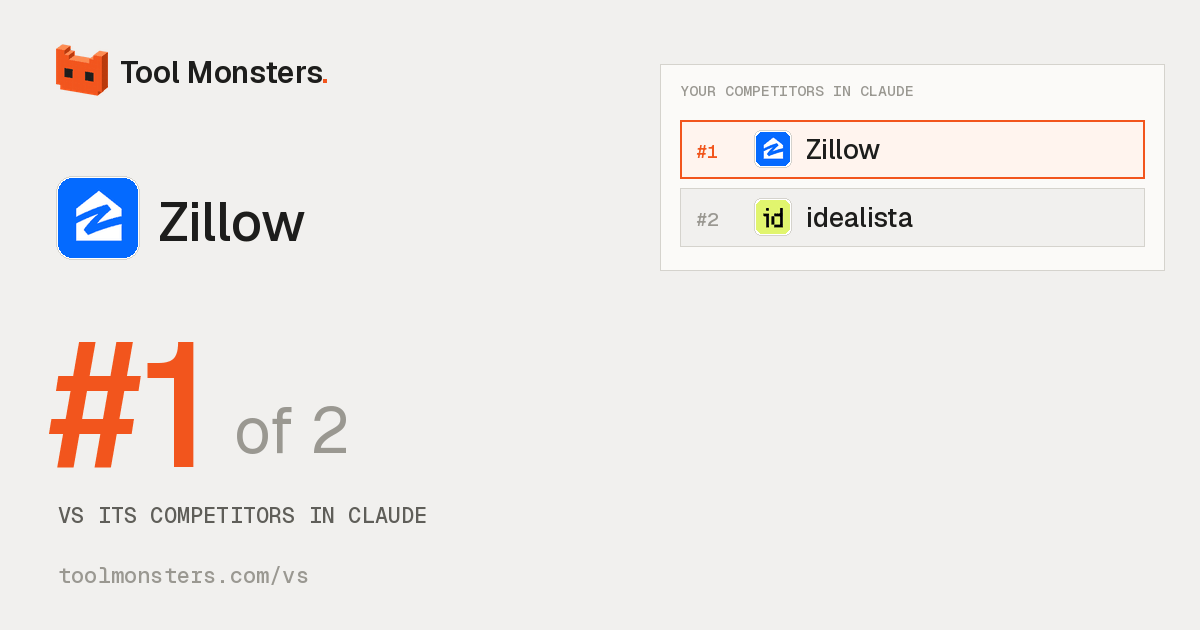 Tool Monsters.
Zillow
#1 of 2
VS ITS COMPETITORS IN CLAUDE
toolmonsters.com/vs
YOUR COMPETITORS IN CLAUDE
#1 Zillow
#2 id idealista